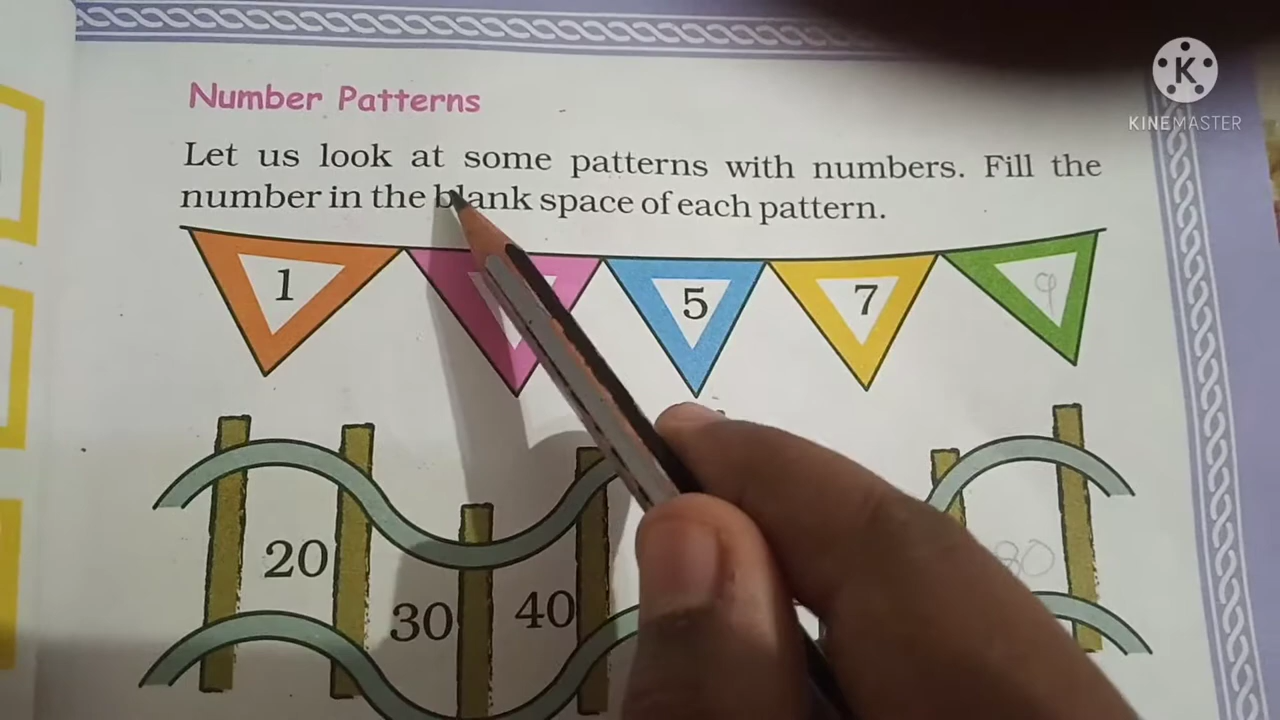 K
KINEMASTER
Number Patterns
Let us look at some patterns with numbers. Fill the
number in the blank space of each pattern.
1 5 7 9
20 80
30 40